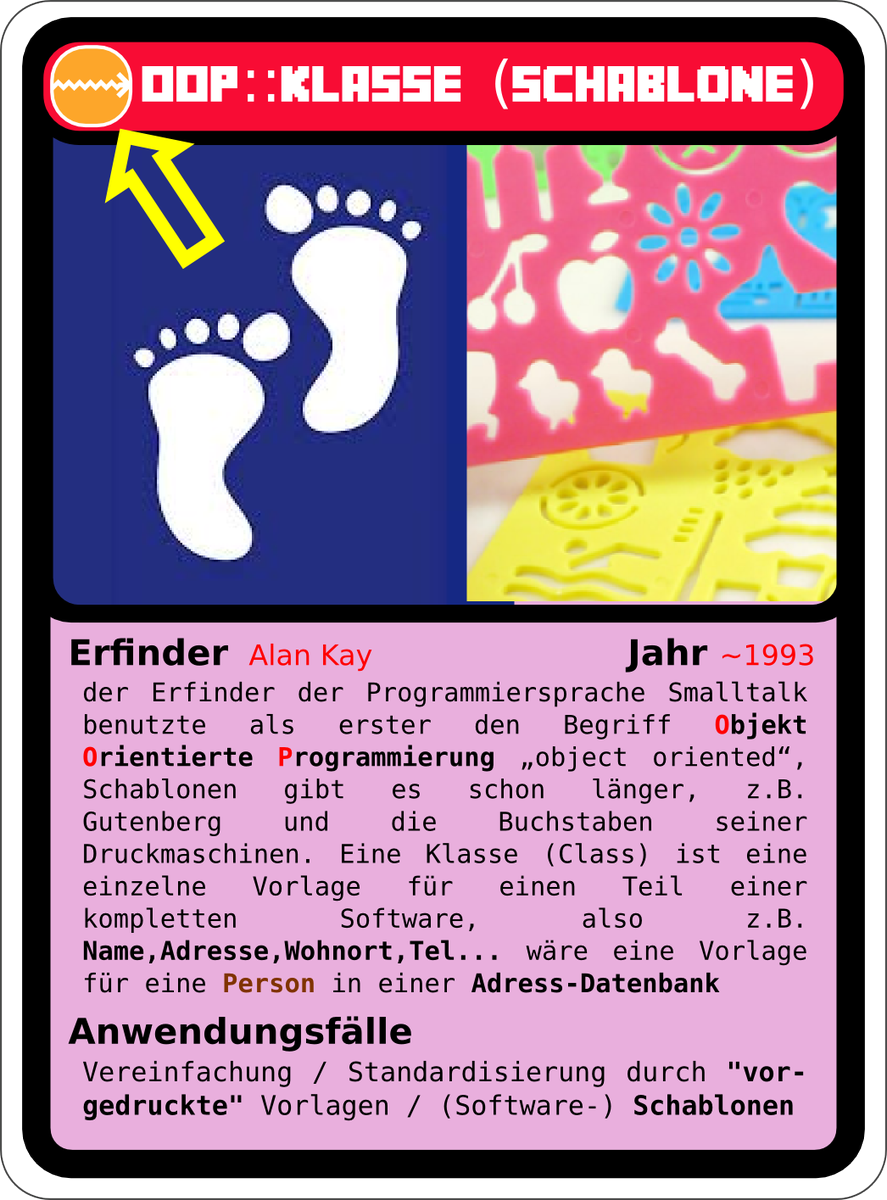 OOP::KLASSE (SCHABLONE)
Erfinder Alan Kay Jahr ~1993
der Erfinder der Programmiersprache Smalltalk
benutzte als erster den Begriff Objekt
Orientierte Programmierung „object oriented“,
Schablonen gibt es schon länger, z.B.
Gutenberg und die Buchstaben seiner
Druckmaschinen. Eine Klasse (Class) ist eine
einzelne Vorlage für einen Teil einer
kompletten Software, also z.B.
Name,Adresse,Wohnort,Tel... wäre eine Vorlage
für eine Person in einer Adress-Datenbank
Anwendungsfälle
Vereinfachung / Standardisierung durch "vor-
gedruckte" Vorlagen / (Software-) Schablonen